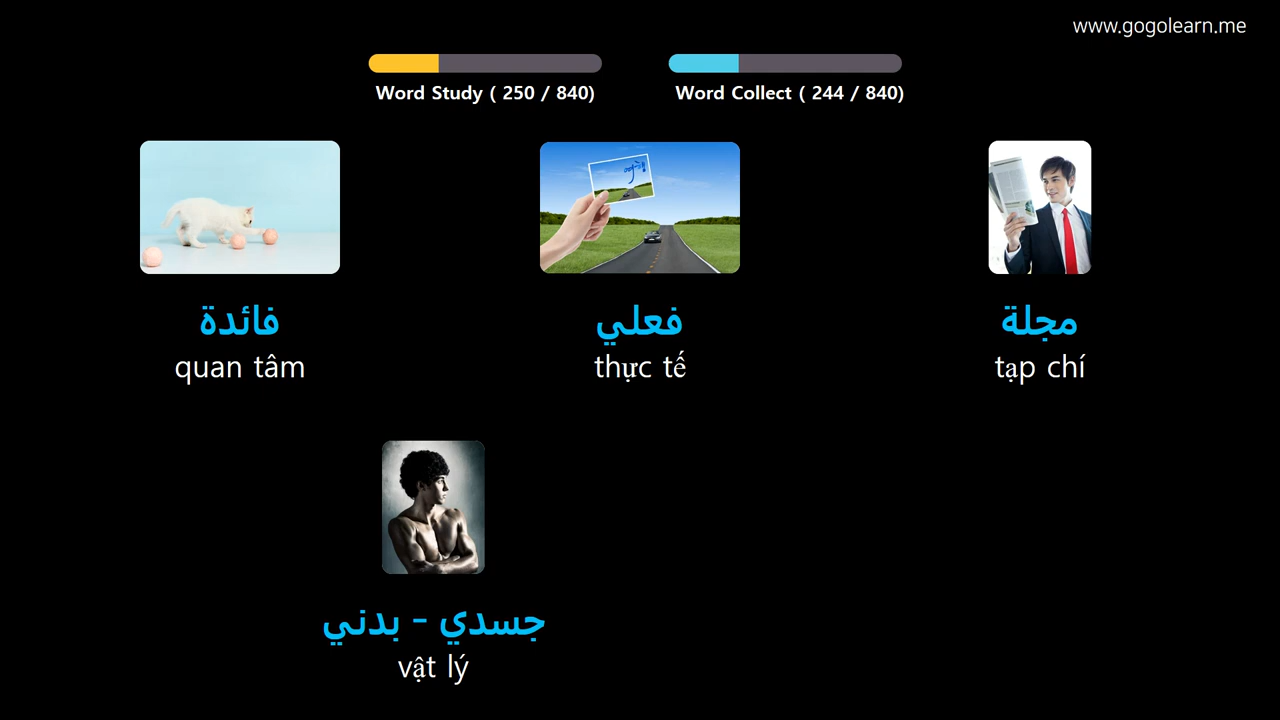 www.gogolearn.me
Word Study ( 250 / 840)
Word Collect ( 244 / 840)
فائدة
quan tâm
فعلي
thực tế
مجلة
tạp chí
جسدي - بدني
vật lý